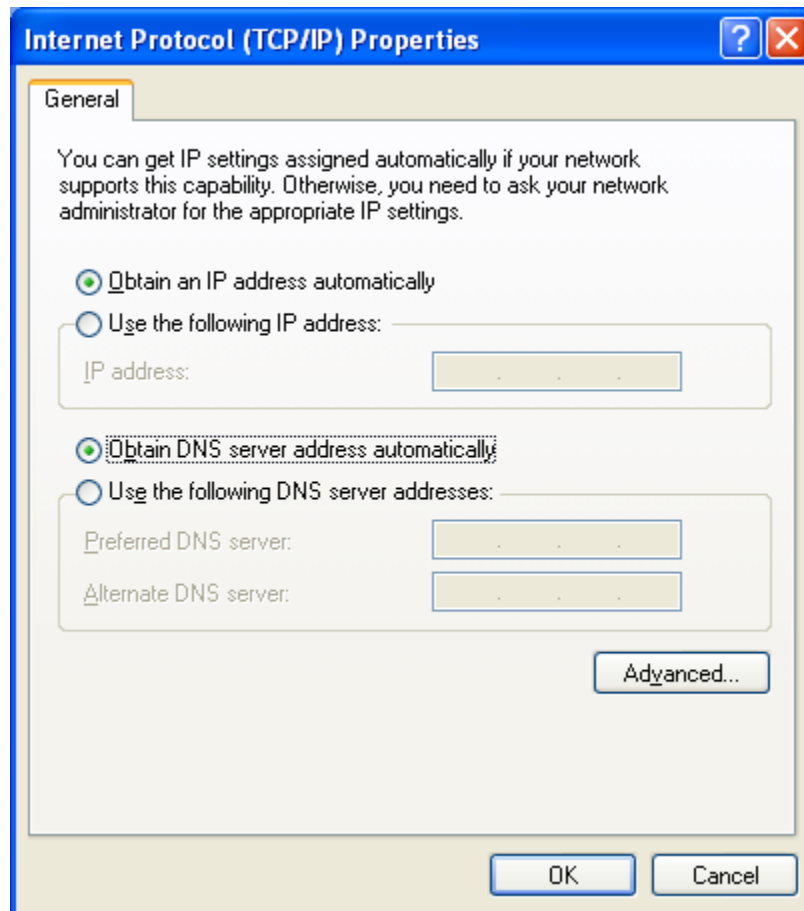 Internet Protocol (TCP/IP) Properties
General
You can get IP settings assigned automatically if your network
supports this capability. Otherwise, you need to ask your network
administrator for the appropriate IP settings.
Obtain an IP address automatically
Use the following IP address:
IP address:
Obtain DNS server address automatically
Use the following DNS server addresses:
Preferred DNS server:
Alternate DNS server:
Advanced...
OK Cancel